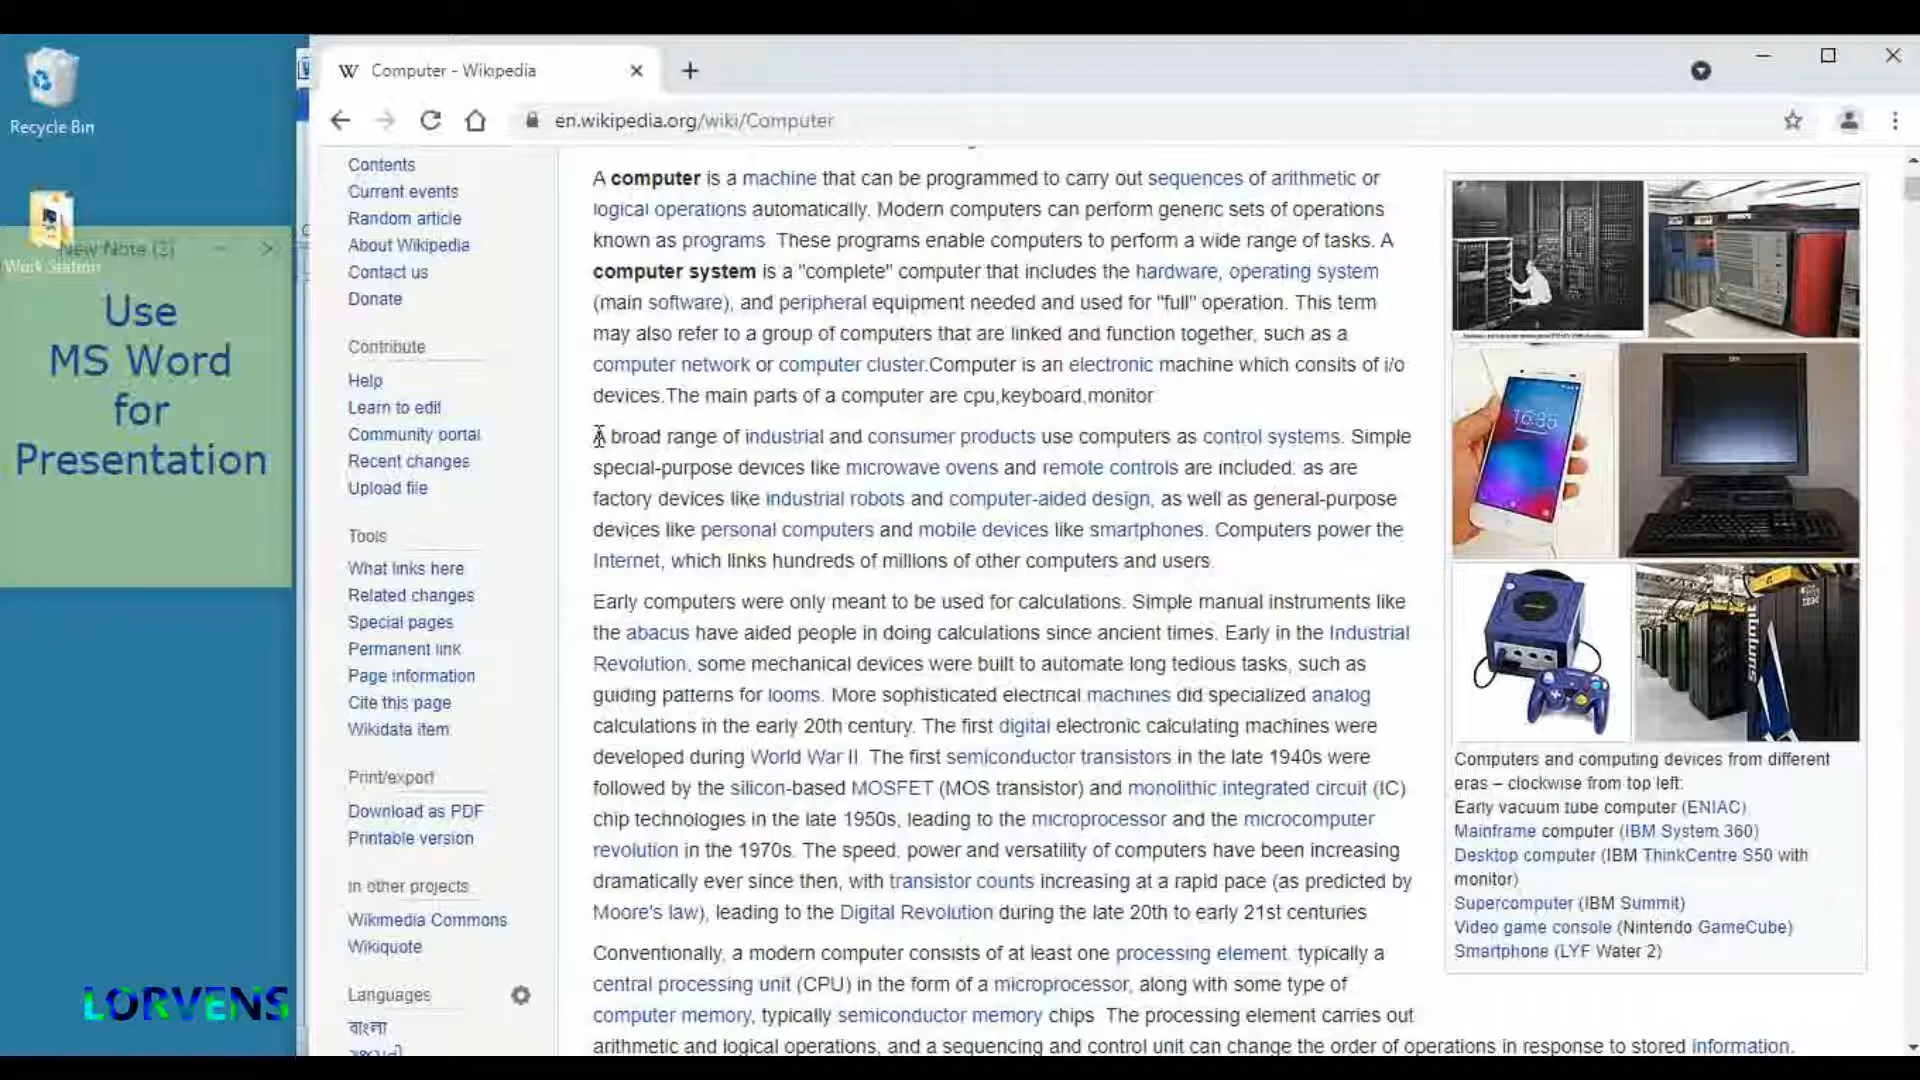 Recycle Bin
New Note (2)
Work Station
Use
MS Word
for
Presentation
LORVENS
Computer - Wikipedia
en.wikipedia.org/wiki/Computer
Contents
Current events
Random article
About Wikipedia
Contact us
Donate
Contribute
Help
Learn to edit
Community portal
Recent changes
Upload file
Tools
What links here
Related changes
Special pages
Permanent link
Page information
Cite this page
Wikidata item
Print/export
Download as PDF
Printable version
In other projects
Wikimedia Commons
Wikiquote
Languages
বাংলা
A computer is a machine that can be programmed to carry out sequences of arithmetic or
logical operations automatically. Modern computers can perform generic sets of operations
known as programs. These programs enable computers to perform a wide range of tasks. A
computer system is a "complete" computer that includes the hardware, operating system
(main software), and peripheral equipment needed and used for "full" operation. This term
may also refer to a group of computers that are linked and function together, such as a
computer network or computer cluster.Computer is an electronic machine which consits of i/o
devices.The main parts of a computer are cpu,keyboard,monitor
A broad range of industrial and consumer products use computers as control systems. Simple
special-purpose devices like microwave ovens and remote controls are included, as are
factory devices like industrial robots and computer-aided design, as well as general-purpose
devices like personal computers and mobile devices like smartphones. Computers power the
Internet, which links hundreds of millions of other computers and users.
Early computers were only meant to be used for calculations. Simple manual instruments like
the abacus have aided people in doing calculations since ancient times. Early in the Industrial
Revolution, some mechanical devices were built to automate long tedious tasks, such as
guiding patterns for looms. More sophisticated electrical machines did specialized analog
calculations in the early 20th century. The first digital electronic calculating machines were
developed during World War II. The first semiconductor transistors in the late 1940s were
followed by the silicon-based MOSFET (MOS transistor) and monolithic integrated circuit (IC)
chip technologies in the late 1950s, leading to the microprocessor and the microcomputer
revolution in the 1970s. The speed, power and versatility of computers have been increasing
dramatically ever since then, with transistor counts increasing at a rapid pace (as predicted by
Moore's law), leading to the Digital Revolution during the late 20th to early 21st centuries
Conventionally, a modern computer consists of at least one processing element, typically a
central processing unit (CPU) in the form of a microprocessor, along with some type of
computer memory, typically semiconductor memory chips. The processing element carries out
arithmetic and logical operations, and a sequencing and control unit can change the order of operations in response to stored information.
16:35
Computers and computing devices from different
eras – clockwise from top left:
Early vacuum tube computer (ENIAC)
Mainframe computer (IBM System 360)
Desktop computer (IBM ThinkCentre S50 with
monitor)
Supercomputer (IBM Summit)
Video game console (Nintendo GameCube)
Smartphone (LYF Water 2)